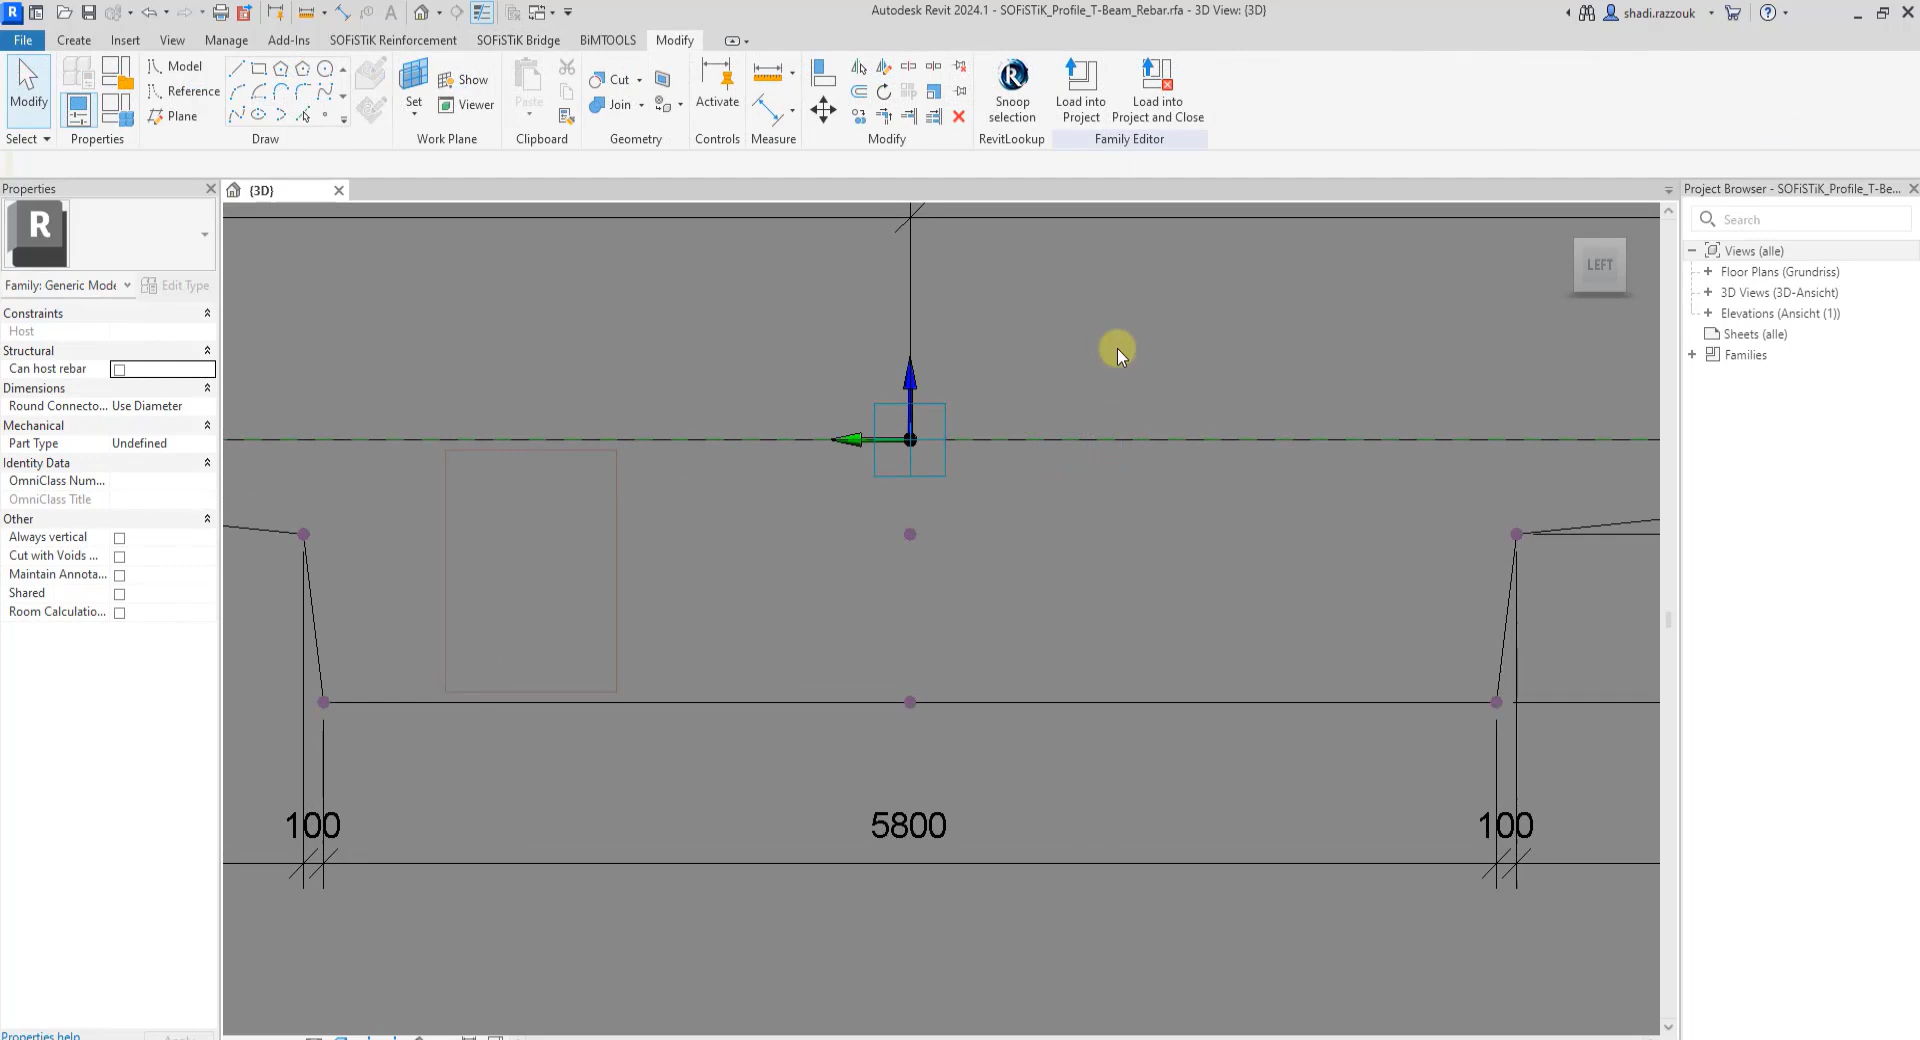 Autodesk Revit 2024.1 - SOFiSTiK_Profile_T-Beam_Rebar.rfa - 3D View: {3D}
shadi.razzouk
File Create Insert View Manage Add-Ins SOFiSTiK Reinforcement SOFiSTiK Bridge BiMTOOLS Modify
Modify
Model
Reference
Plane
Set
Show
Viewer
Paste
Cut
Join
Activate
Snoop
selection
Load into
Project
Load into
Project and Close
Select Properties Draw Work Plane Clipboard Geometry Controls Measure Modify RevitLookup Family Editor
Properties
{3D}
Project Browser - SOFiSTiK_Profile_T-Be...
R
Family: Generic Mode
Edit Type
Constraints
Host
Structural
Can host rebar
Dimensions
Round Connecto... Use Diameter
Mechanical
Part Type Undefined
Identity Data
OmniClass Num...
OmniClass Title
Other
Always vertical
Cut with Voids ...
Maintain Annota...
Shared
Room Calculatio...
Properties help
LEFT
100
5800
100
Search
Views (alle)
Floor Plans (Grundriss)
3D Views (3D-Ansicht)
Elevations (Ansicht (1))
Sheets (alle)
Families